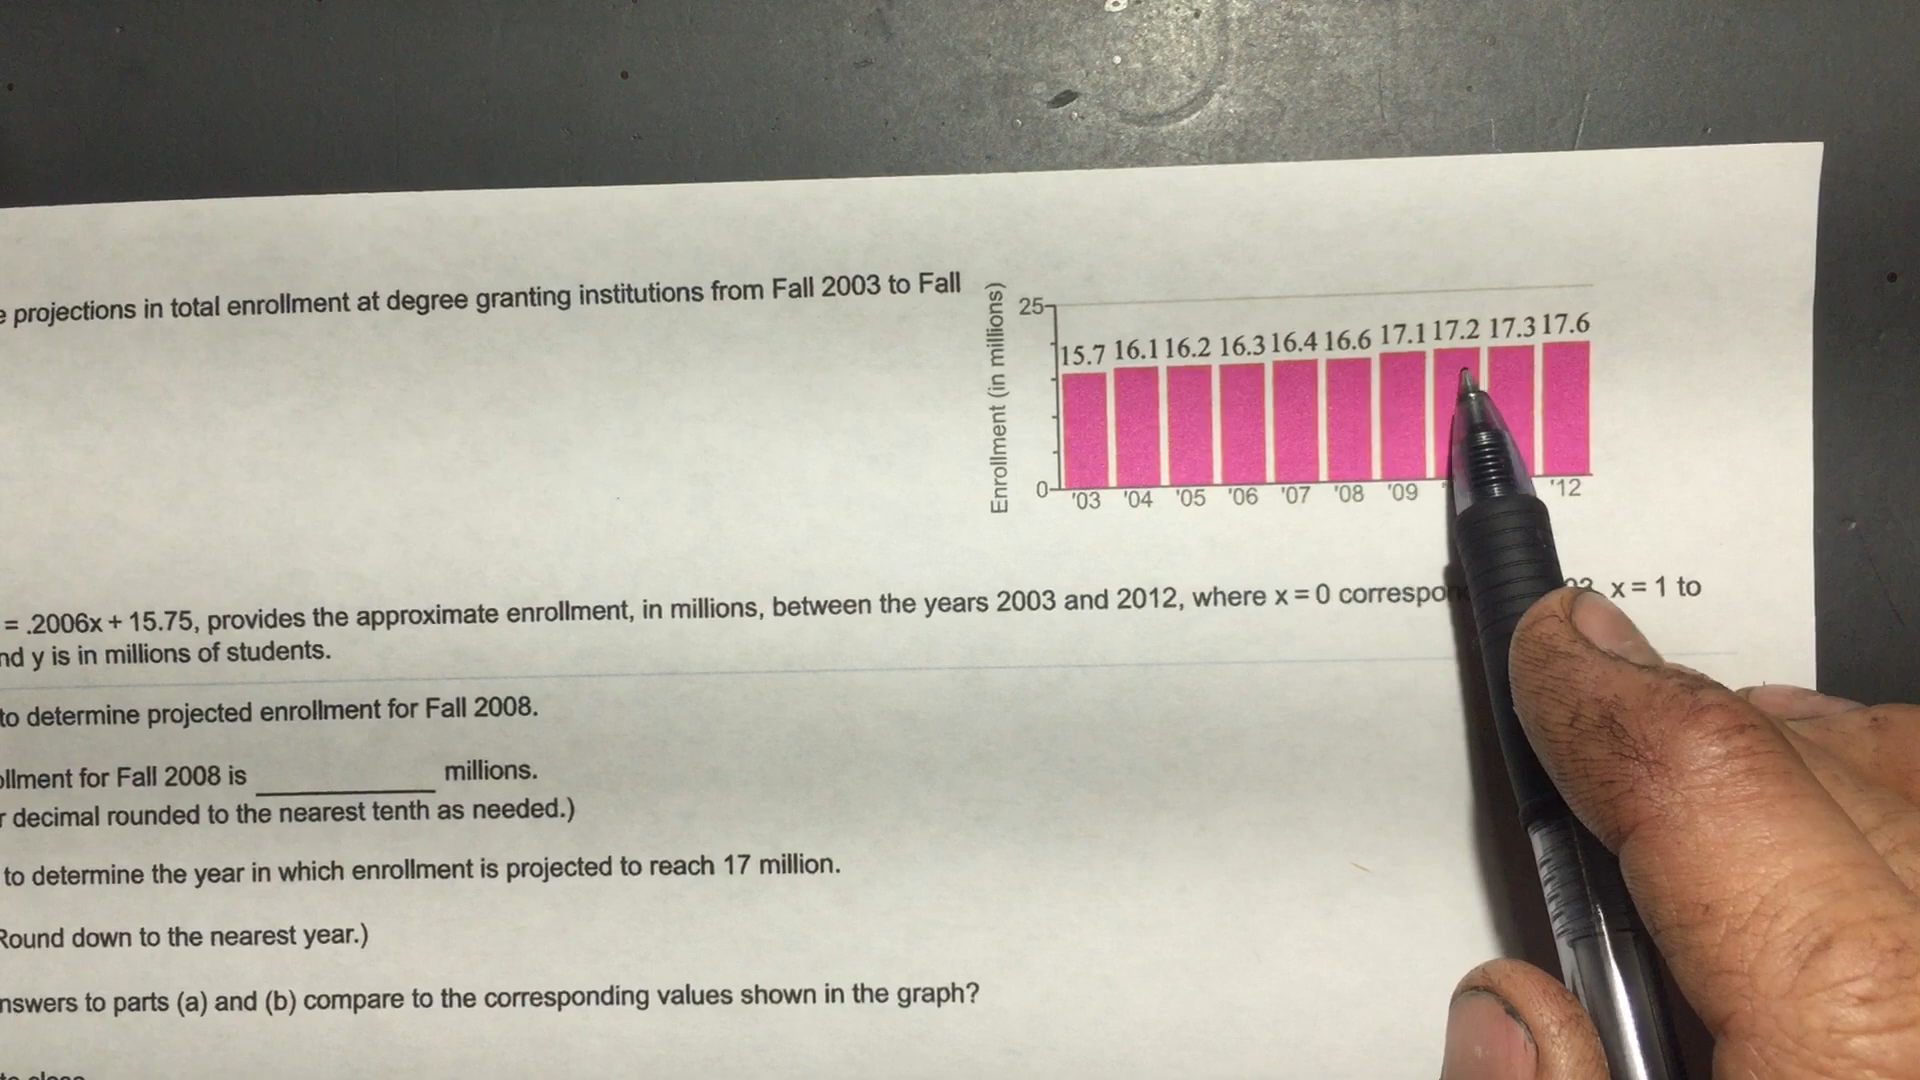 projections in total enrollment at degree granting institutions from Fall 2003 to Fall
Enrollment (in millions)
25
15.7 16.1 16.2 16.3 16.4 16.6 17.1 17.2 17.3 17.6
0
'03 '04 '05 '06 '07 '08 '09 '12
= .2006x + 15.75, provides the approximate enrollment, in millions, between the years 2003 and 2012, where x = 0 x = 1 to
y is in millions of students.
to determine projected enrollment for Fall 2008.
for Fall 2008 is ____________ millions.
decimal rounded to the nearest tenth as needed.)
to determine the year in which enrollment is projected to reach 17 million.
Round down to the nearest year.)
to parts (a) and (b) compare to the corresponding values shown in the graph?